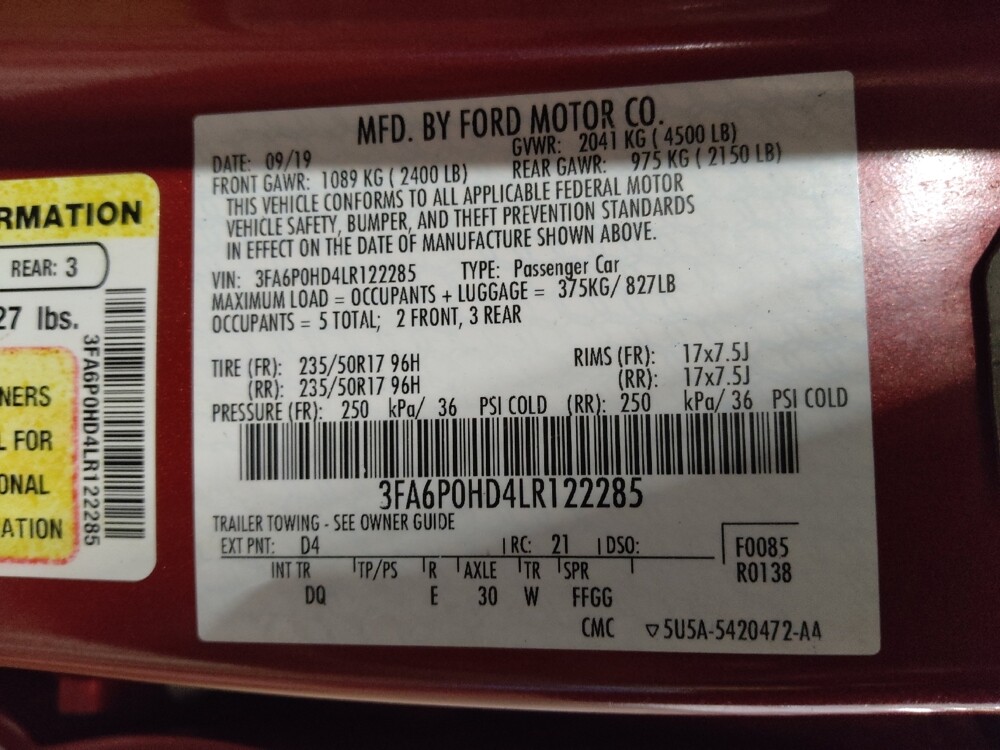 MFD. BY FORD MOTOR CO.
DATE: 09/19 GVWR: 2041 KG ( 4500 LB)
FRONT GAWR: 1089 KG ( 2400 LB) REAR GAWR: 975 KG ( 2150 LB)
THIS VEHICLE CONFORMS TO ALL APPLICABLE FEDERAL MOTOR
VEHICLE SAFETY, BUMPER, AND THEFT PREVENTION STANDARDS
IN EFFECT ON THE DATE OF MANUFACTURE SHOWN ABOVE.
VIN: 3FA6P0HD4LR122285 TYPE: Passenger Car
MAXIMUM LOAD = OCCUPANTS + LUGGAGE = 375KG/ 827LB
OCCUPANTS = 5 TOTAL; 2 FRONT, 3 REAR
TIRE (FR): 235/50R17 96H RIMS (FR): 17x7.5J
(RR): 235/50R17 96H (RR): 17x7.5J
PRESSURE (FR): 250 kPa/ 36 PSI COLD (RR): 250 kPa/ 36 PSI COLD
3FA6P0HD4LR122285
TRAILER TOWING - SEE OWNER GUIDE
EXT PNT: D4 RC: 21 DSO: F0085
INT TR TP/PS R AXLE TR SPR R0138
DQ E 30 W FFGG
CMC ▽5U5A-5420472-AA
RMATION
REAR: 3
27 lbs.
NERS
L FOR
ONAL
ATION
3FA6P0HD4LR122285